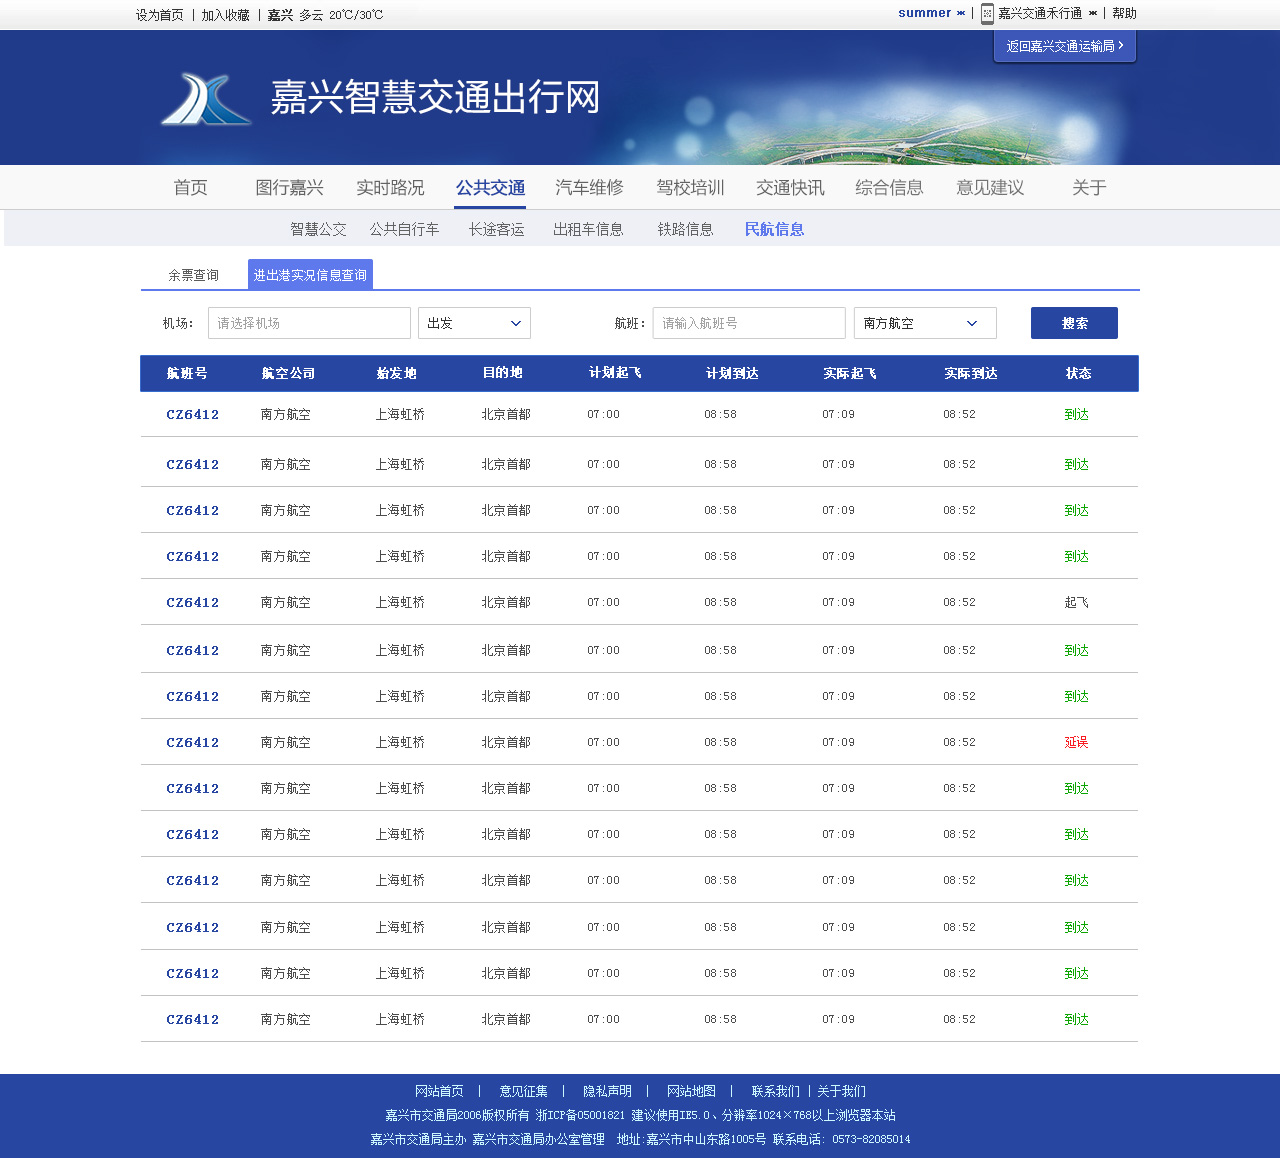 设为首页 | 加入收藏 | 嘉兴 多云 20℃/30℃ summer | 嘉兴交通禾行通 | 帮助
返回嘉兴交通运输局
嘉兴智慧交通出行网
首页 图行嘉兴 实时路况 公共交通 汽车维修 驾校培训 交通快讯 综合信息 意见建议 关于
智慧公交 公共自行车 长途客运 出租车信息 铁路信息 民航信息
余票查询 进出港实况信息查询
机场： 请选择机场 出发 航班： 请输入航班号 南方航空 搜索
航班号 航空公司 始发地 目的地 计划起飞 计划到达 实际起飞 实际到达 状态
CZ6412 南方航空 上海虹桥 北京首都 07:00 08:58 07:09 08:52 到达
CZ6412 南方航空 上海虹桥 北京首都 07:00 08:58 07:09 08:52 到达
CZ6412 南方航空 上海虹桥 北京首都 07:00 08:58 07:09 08:52 到达
CZ6412 南方航空 上海虹桥 北京首都 07:00 08:58 07:09 08:52 到达
CZ6412 南方航空 上海虹桥 北京首都 07:00 08:58 07:09 08:52 起飞
CZ6412 南方航空 上海虹桥 北京首都 07:00 08:58 07:09 08:52 到达
CZ6412 南方航空 上海虹桥 北京首都 07:00 08:58 07:09 08:52 到达
CZ6412 南方航空 上海虹桥 北京首都 07:00 08:58 07:09 08:52 延误
CZ6412 南方航空 上海虹桥 北京首都 07:00 08:58 07:09 08:52 到达
CZ6412 南方航空 上海虹桥 北京首都 07:00 08:58 07:09 08:52 到达
CZ6412 南方航空 上海虹桥 北京首都 07:00 08:58 07:09 08:52 到达
CZ6412 南方航空 上海虹桥 北京首都 07:00 08:58 07:09 08:52 到达
CZ6412 南方航空 上海虹桥 北京首都 07:00 08:58 07:09 08:52 到达
CZ6412 南方航空 上海虹桥 北京首都 07:00 08:58 07:09 08:52 到达
网站首页 | 意见征集 | 隐私声明 | 网站地图 | 联系我们 | 关于我们
嘉兴市交通局2006版权所有 浙ICP备05001821 建议使用IE5.0、分辨率1024×768以上浏览器本站
嘉兴市交通局主办 嘉兴市交通局办公室管理 地址:嘉兴市中山东路1005号 联系电话: 0573-82085014